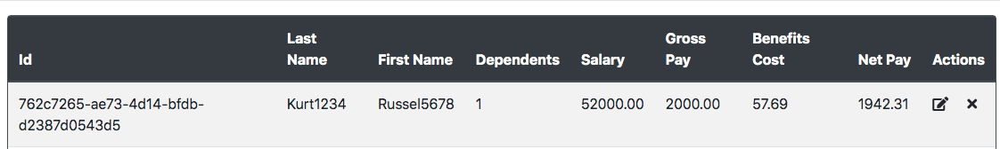 Id Last Name First Name Dependents Salary Gross Pay Benefits Cost Net Pay Actions
762c7265-ae73-4d14-bfdb- Kurt1234 Russel5678 1 52000.00 2000.00 57.69 1942.31
d2387d0543d5